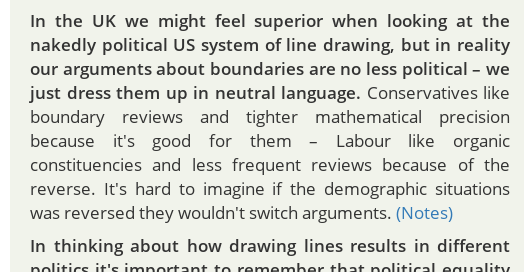 In the UK we might feel superior when looking at the
nakedly political US system of line drawing, but in reality
our arguments about boundaries are no less political – we
just dress them up in neutral language. Conservatives like
boundary reviews and tighter mathematical precision
because it's good for them – Labour like organic
constituencies and less frequent reviews because of the
reverse. It's hard to imagine if the demographic situations
was reversed they wouldn't switch arguments. (Notes)
In thinking about how drawing lines results in different
politics it's important to remember that political equality